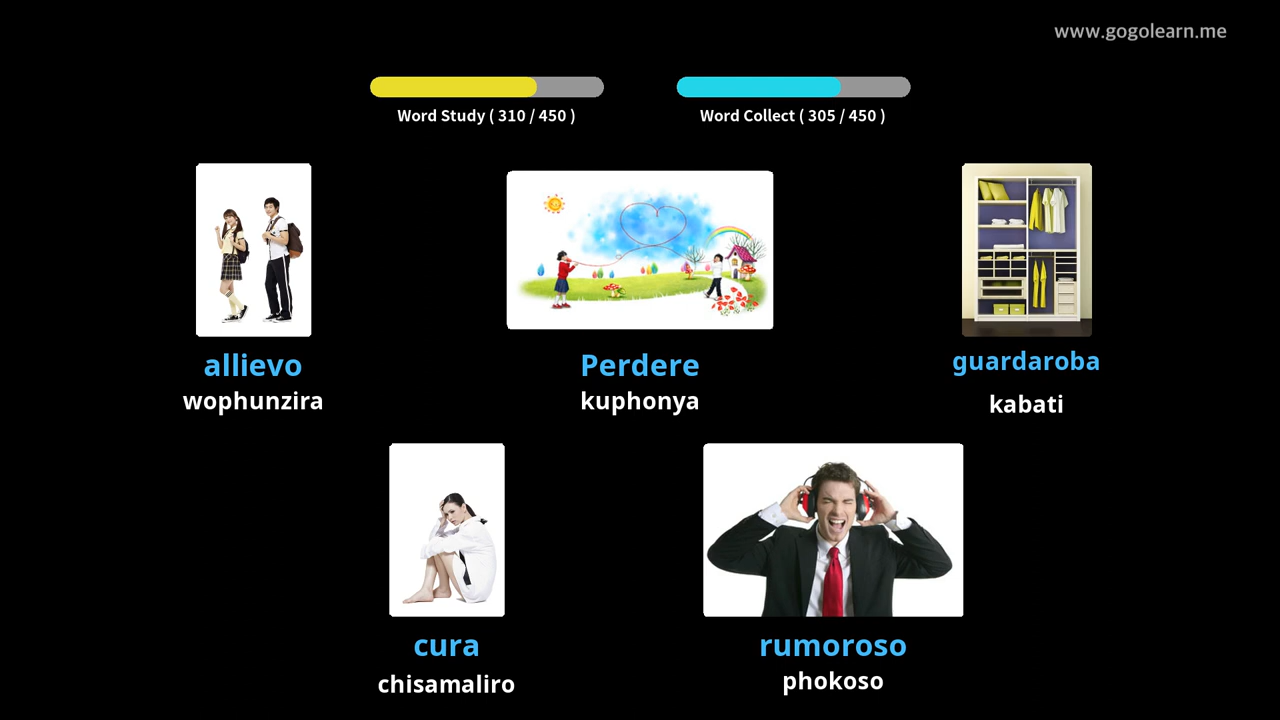 www.gogolearn.me
Word Study ( 310 / 450 )
Word Collect ( 305 / 450 )
allievo
wophunzira
Perdere
kuphonya
guardaroba
kabati
cura
chisamaliro
rumoroso
phokoso